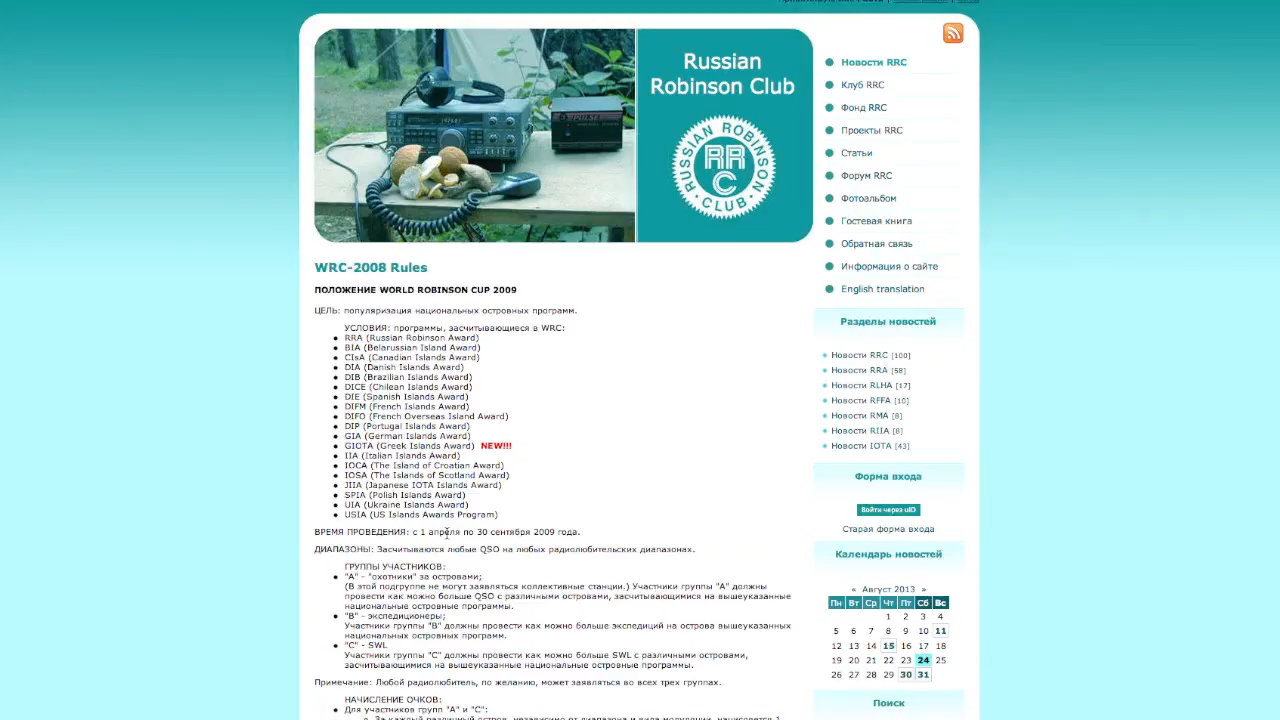 Russian
Robinson Club
RUSSIAN ROBINSON CLUB
RRC
Новости RRC
Клуб RRC
Фонд RRC
Проекты RRC
Статьи
Форум RRC
Фотоальбом
Гостевая книга
Обратная связь
Информация о сайте
English translation
WRC-2008 Rules
ПОЛОЖЕНИЕ WORLD ROBINSON CUP 2009
ЦЕЛЬ: популяризация национальных островных программ.
УСЛОВИЯ: программы, засчитывающиеся в WRC:
RRA (Russian Robinson Award)
BIA (Belarussian Island Award)
CIsA (Canadian Islands Award)
DIA (Danish Islands Award)
DIB (Brazilian Islands Award)
DICE (Chilean Islands Award)
DIE (Spanish Islands Award)
DIFM (French Islands Award)
DIFO (French Overseas Island Award)
DIP (Portugal Islands Award)
GIA (German Islands Award)
GIOTA (Greek Islands Award) NEW!!!
IIA (Italian Islands Award)
IOCA (The Island of Croatian Award)
IOSA (The Islands of Scotland Award)
JIIA (Japanese IOTA Islands Award)
SPIA (Polish Islands Award)
UIA (Ukraine Islands Award)
USIA (US Islands Awards Program)
ВРЕМЯ ПРОВЕДЕНИЯ: с 1 апреля по 30 сентября 2009 года.
ДИАПАЗОНЫ: Засчитываются любые QSO на любых радиолюбительских диапазонах.
ГРУППЫ УЧАСТНИКОВ:
"А" - "охотники" за островами;
(В этой подгруппе не могут заявляться коллективные станции.) Участники группы "А" должны
провести как можно больше QSO с различными островами, засчитывающимися на вышеуказанные
национальные островные программы.
"В" - экспедиционеры;
Участники группы "В" должны провести как можно больше экспедиций на острова вышеуказанных
национальных островных программ.
"С" - SWL
Участники группы "С" должны провести как можно больше SWL с различными островами,
засчитывающимися на вышеуказанные национальные островные программы.
Примечание: Любой радиолюбитель, по желанию, может заявляться во всех трех группах.
НАЧИСЛЕНИЕ ОЧКОВ:
Для участников групп "А" и "С":
За каждый различный остров, независимо от диапазона и вида модуляции, начисляется 1
Разделы новостей
Новости RRC [100]
Новости RRA [58]
Новости RLHA [17]
Новости RFFA [10]
Новости RMA [8]
Новости RIIA [8]
Новости IOTA [43]
Форма входа
Войти через uID
Старая форма входа
Календарь новостей
« Август 2013 »
Пн Вт Ср Чт Пт Сб Вс
1 2 3 4
5 6 7 8 9 10 11
12 13 14 15 16 17 18
19 20 21 22 23 24 25
26 27 28 29 30 31
Поиск